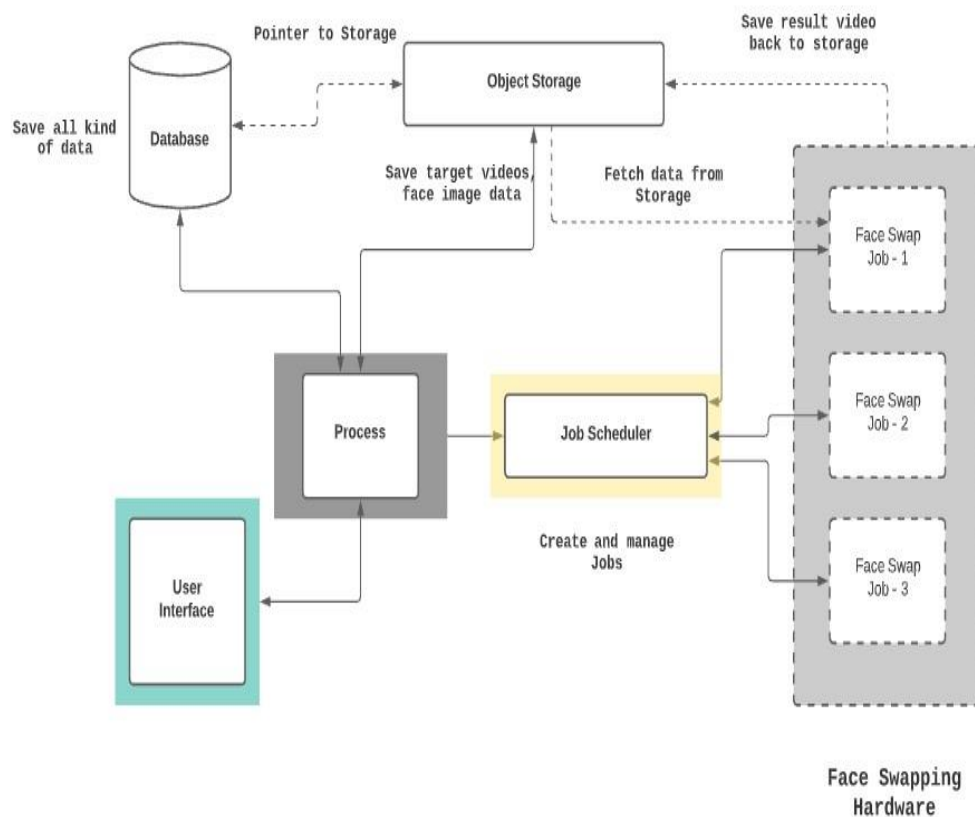 Pointer to Storage
Save result video
back to storage
Object Storage
Database
Save all kind
of data
Save target videos,
face image data
Fetch data from
Storage
Face Swap
Job - 1
Process
Job Scheduler
Face Swap
Job - 2
Create and manage
Jobs
User
Interface
Face Swap
Job - 3
Face Swapping
Hardware